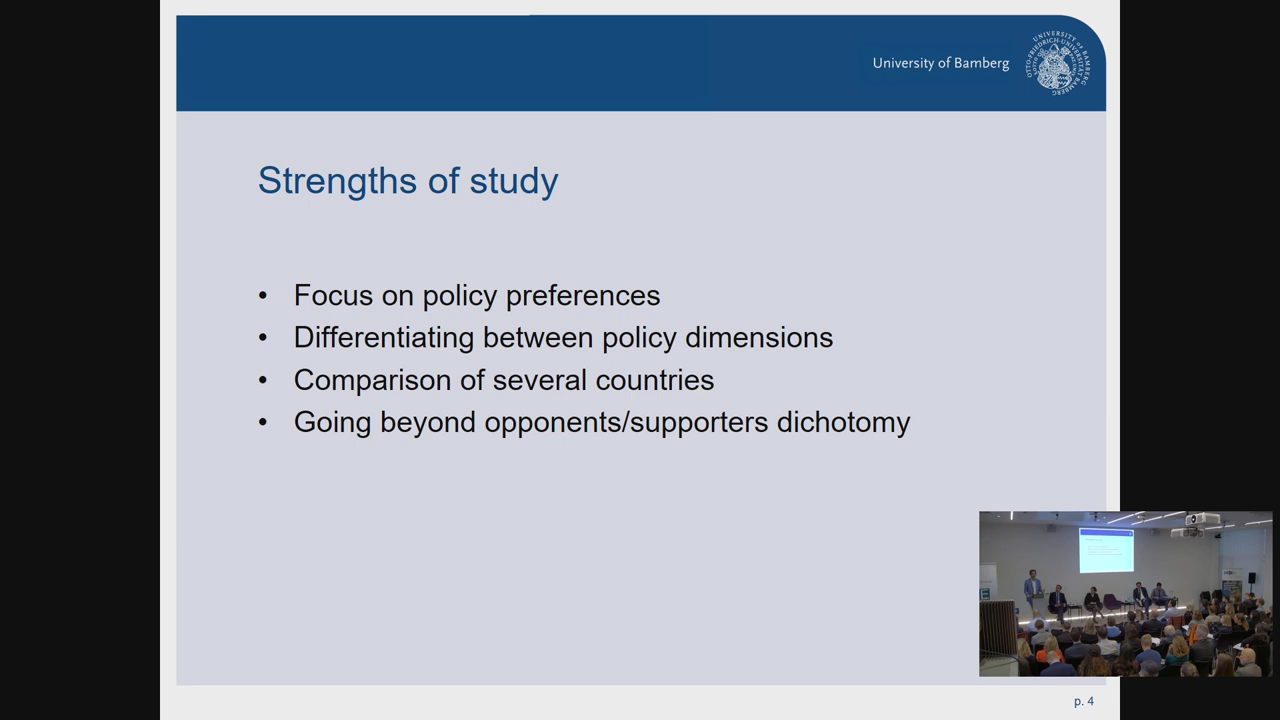 University of Bamberg
Strengths of study
• Focus on policy preferences
• Differentiating between policy dimensions
• Comparison of several countries
• Going beyond opponents/supporters dichotomy
p. 4